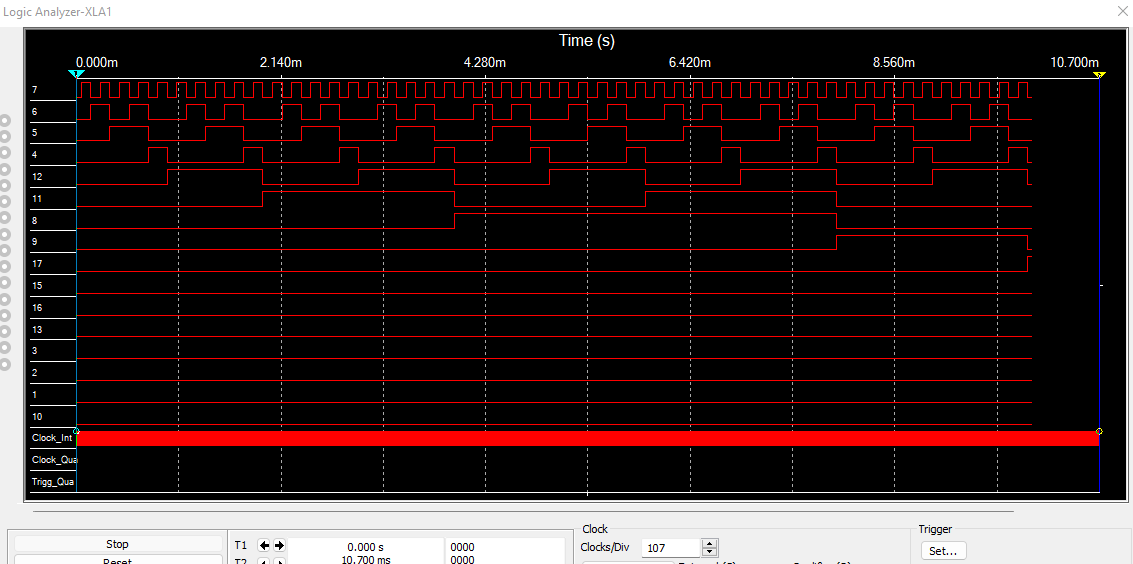 Logic Analyzer-XLA1
Time (s)
0.000m 2.140m 4.280m 6.420m 8.560m 10.700m
7
6
5
4
12
11
8
9
17
15
16
13
3
2
1
10
Clock_Int
Clock_Qua
Trigg_Qua
Stop
Reset
T1
0.000 s
0000
T2
10.700 ms
0000
Clock
Clocks/Div 107
Trigger
Set...